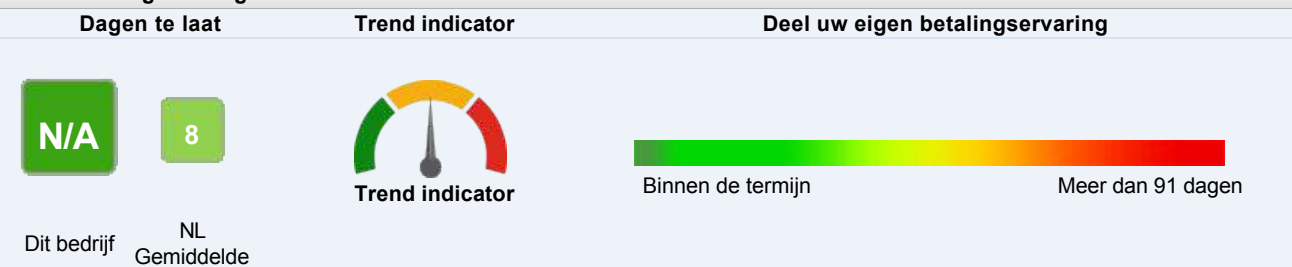 Dagen te laat
Trend indicator
Deel uw eigen betalingservaring
N/A
8
Trend indicator
Binnen de termijn
Meer dan 91 dagen
Dit bedrijf
NL
Gemiddelde